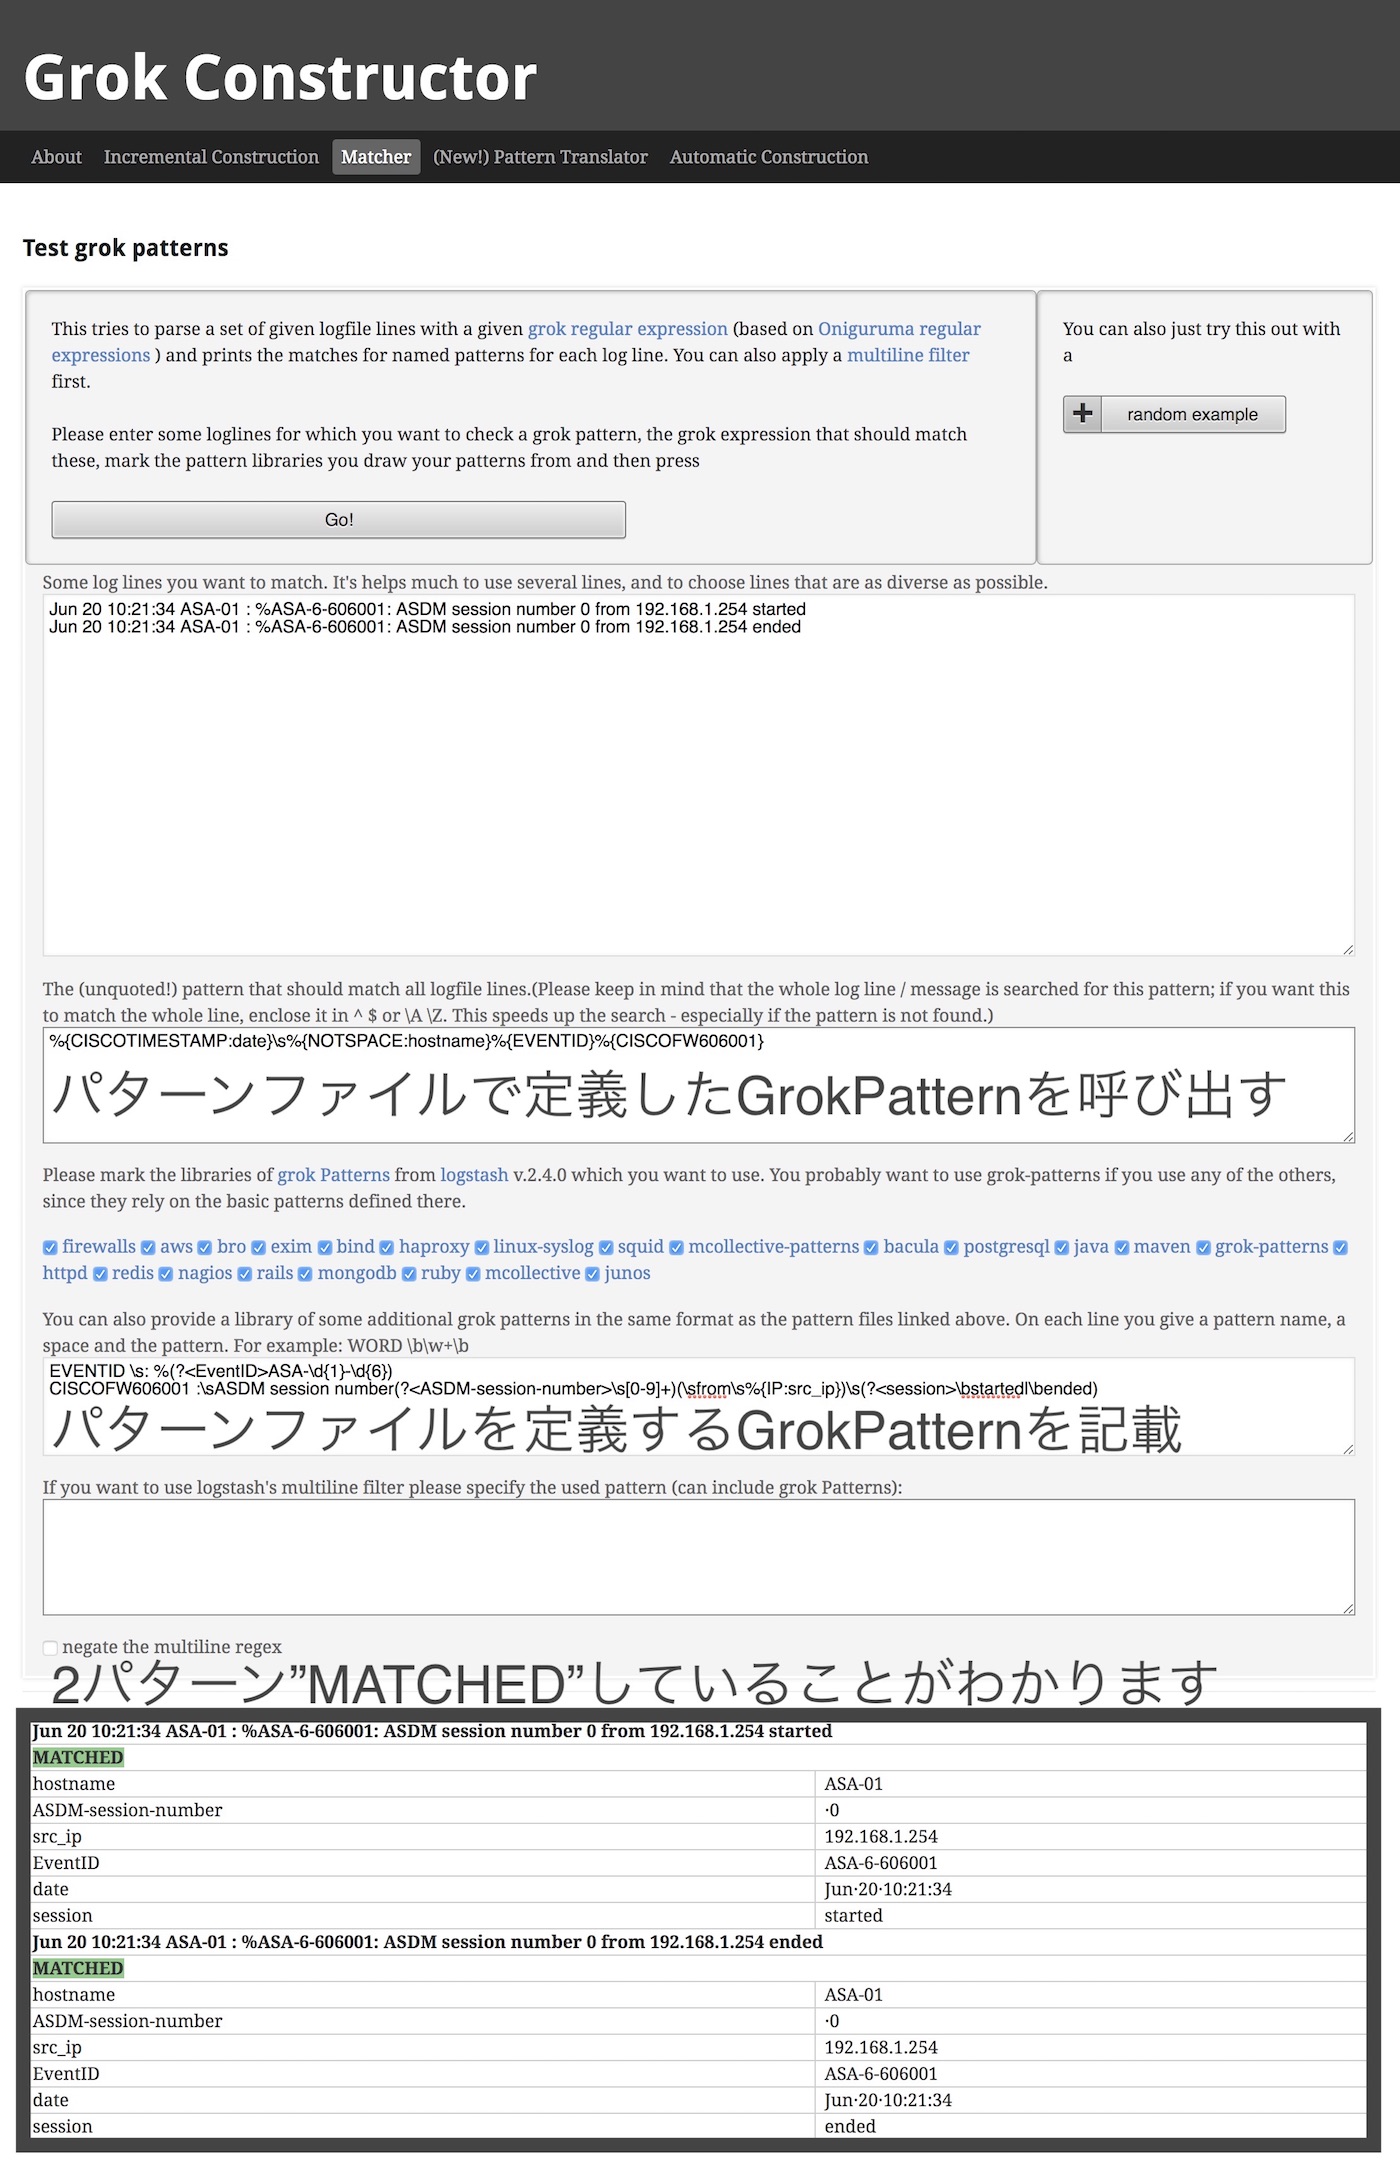 Grok Constructor
About Incremental Construction Matcher (New!) Pattern Translator Automatic Construction
Test grok patterns
This tries to parse a set of given logfile lines with a given grok regular expression (based on Oniguruma regular
expressions ) and prints the matches for named patterns for each log line. You can also apply a multiline filter
first.
Please enter some loglines for which you want to check a grok pattern, the grok expression that should match
these, mark the pattern libraries you draw your patterns from and then press
Go!
You can also just try this out with
a
random example
Some log lines you want to match. It's helps much to use several lines, and to choose lines that are as diverse as possible.
Jun 20 10:21:34 ASA-01 : %ASA-6-606001: ASDM session number 0 from 192.168.1.254 started
Jun 20 10:21:34 ASA-01 : %ASA-6-606001: ASDM session number 0 from 192.168.1.254 ended
The (unquoted!) pattern that should match all logfile lines.(Please keep in mind that the whole log line / message is searched for this pattern; if you want this
to match the whole line, enclose it in ^ $ or \A \Z. This speeds up the search - especially if the pattern is not found.)
%{CISCOTIMESTAMP:date}\s%{NOTSPACE:hostname}%{EVENTID}%{CISCOFW606001}
パターンファイルで定義したGrokPatternを呼び出す
Please mark the libraries of grok Patterns from logstash v.2.4.0 which you want to use. You probably want to use grok-patterns if you use any of the others,
since they rely on the basic patterns defined there.
firewalls aws bro exim bind haproxy linux-syslog squid mcollective-patterns bacula postgresql java maven grok-patterns
httpd redis nagios rails mongodb ruby mcollective junos
You can also provide a library of some additional grok patterns in the same format as the pattern files linked above. On each line you give a pattern name, a
space and the pattern. For example: WORD \b\w+\b
EVENTID \s: %(?<EventID>ASA-\d{1}-\d{6})
CISCOFW606001 :\sASDM session number(?<ASDM-session-number>\s[0-9]+)(\sfrom\s%{IP:src_ip})\s(?<session>\bstarted|\bended)
パターンファイルを定義するGrokPatternを記載
If you want to use logstash's multiline filter please specify the used pattern (can include grok Patterns):
negate the multiline regex
2パターン”MATCHED”していることがわかります
Jun 20 10:21:34 ASA-01 : %ASA-6-606001: ASDM session number 0 from 192.168.1.254 started
MATCHED
hostname ASA-01
ASDM-session-number ·0
src_ip 192.168.1.254
EventID ASA-6-606001
date Jun·20·10:21:34
session started
Jun 20 10:21:34 ASA-01 : %ASA-6-606001: ASDM session number 0 from 192.168.1.254 ended
MATCHED
hostname ASA-01
ASDM-session-number ·0
src_ip 192.168.1.254
EventID ASA-6-606001
date Jun·20·10:21:34
session ended